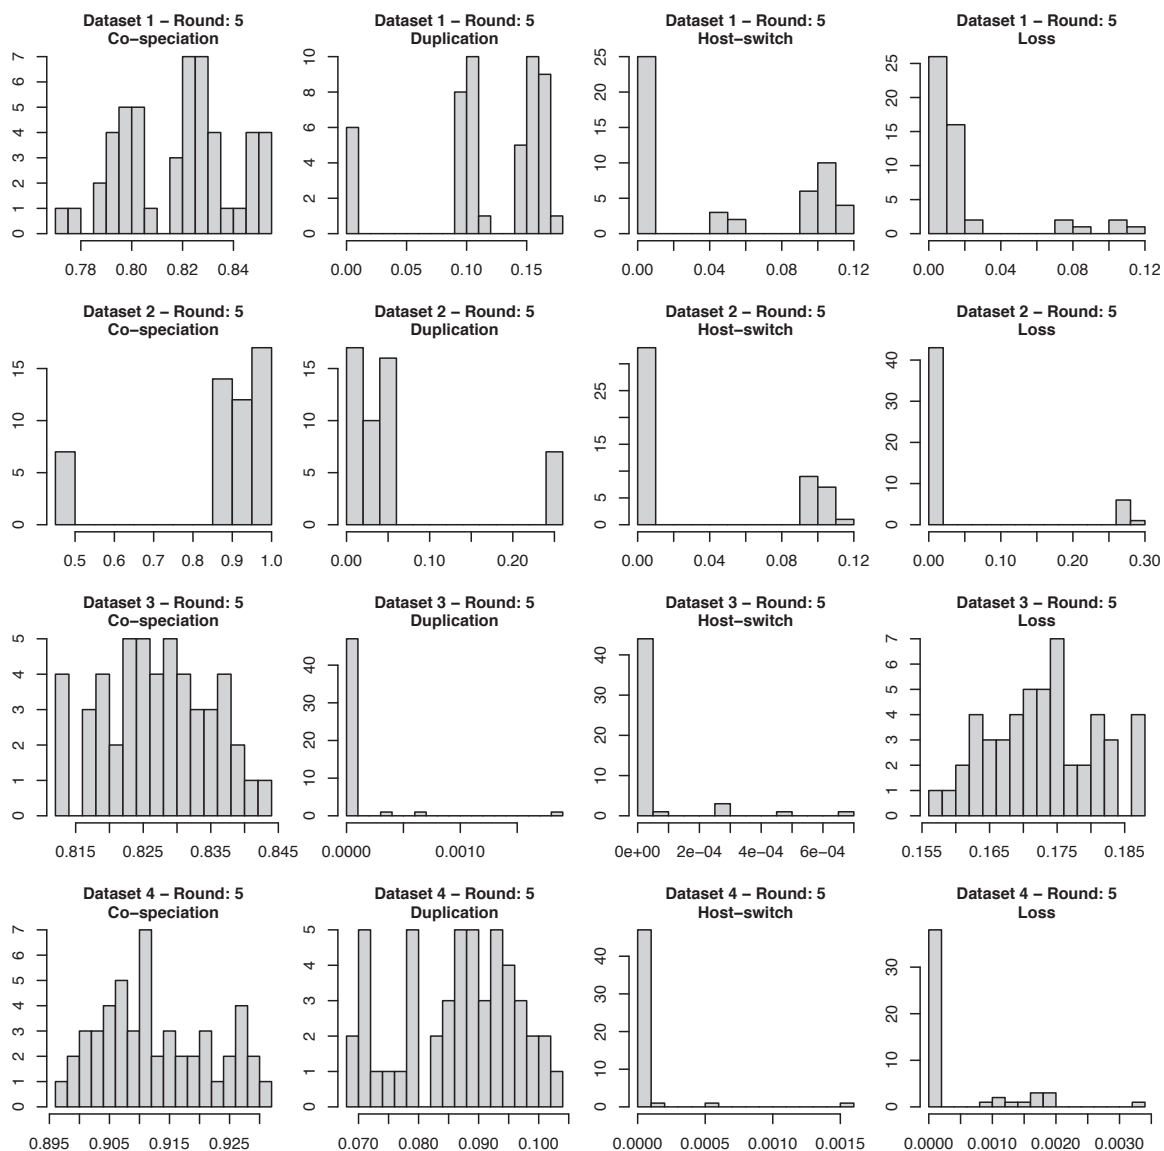 Dataset 1 – Round: 5
Co–speciation
0 1 2 3 4 5 6 7
0.78 0.80 0.82 0.84
Dataset 1 – Round: 5
Duplication
0 2 4 6 8 10
0.00 0.05 0.10 0.15
Dataset 1 – Round: 5
Host–switch
0 5 10 15 20 25
0.00 0.04 0.08 0.12
Dataset 1 – Round: 5
Loss
0 5 10 15 20 25
0.00 0.04 0.08 0.12
Dataset 2 – Round: 5
Co–speciation
0 5 10 15
0.5 0.6 0.7 0.8 0.9 1.0
Dataset 2 – Round: 5
Duplication
0 5 10 15
0.00 0.10 0.20
Dataset 2 – Round: 5
Host–switch
0 5 15 25
0.00 0.04 0.08 0.12
Dataset 2 – Round: 5
Loss
0 10 20 30 40
0.00 0.10 0.20 0.30
Dataset 3 – Round: 5
Co–speciation
0 1 2 3 4 5
0.815 0.825 0.835 0.845
Dataset 3 – Round: 5
Duplication
0 10 20 30 40
0.0000 0.0010
Dataset 3 – Round: 5
Host–switch
0 10 20 30 40
0e+00 2e–04 4e–04 6e–04
Dataset 3 – Round: 5
Loss
0 1 2 3 4 5 6 7
0.155 0.165 0.175 0.185
Dataset 4 – Round: 5
Co–speciation
0 1 2 3 4 5 6 7
0.895 0.905 0.915 0.925
Dataset 4 – Round: 5
Duplication
0 1 2 3 4 5
0.070 0.080 0.090 0.100
Dataset 4 – Round: 5
Host–switch
0 10 20 30 40
0.0000 0.0005 0.0010 0.0015
Dataset 4 – Round: 5
Loss
0 10 20 30
0.0000 0.0010 0.0020 0.0030